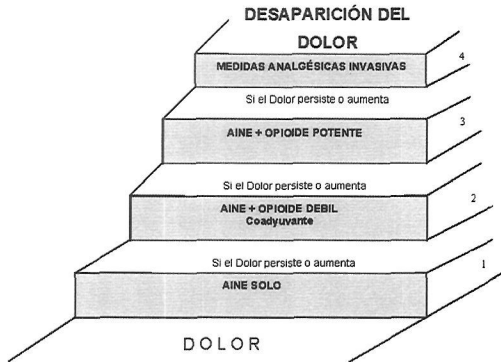 DESAPARICIÓN DEL
DOLOR
MEDIDAS ANALGÉSICAS INVASIVAS
4
Si el Dolor persiste o aumenta
3
AINE + OPIOIDE POTENTE
Si el Dolor persiste o aumenta
2
AINE + OPIOIDE DEBIL
Coadyuvante
Si el Dolor persiste o aumenta
1
AINE SOLO
DOLOR